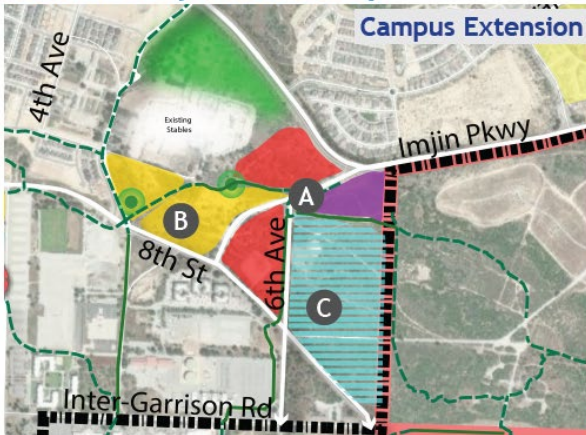 Campus Extension
4th Ave
Existing
Stables
Imjin Pkwy
A
B
8th St
6th Ave
C
Inter-Garrison Rd